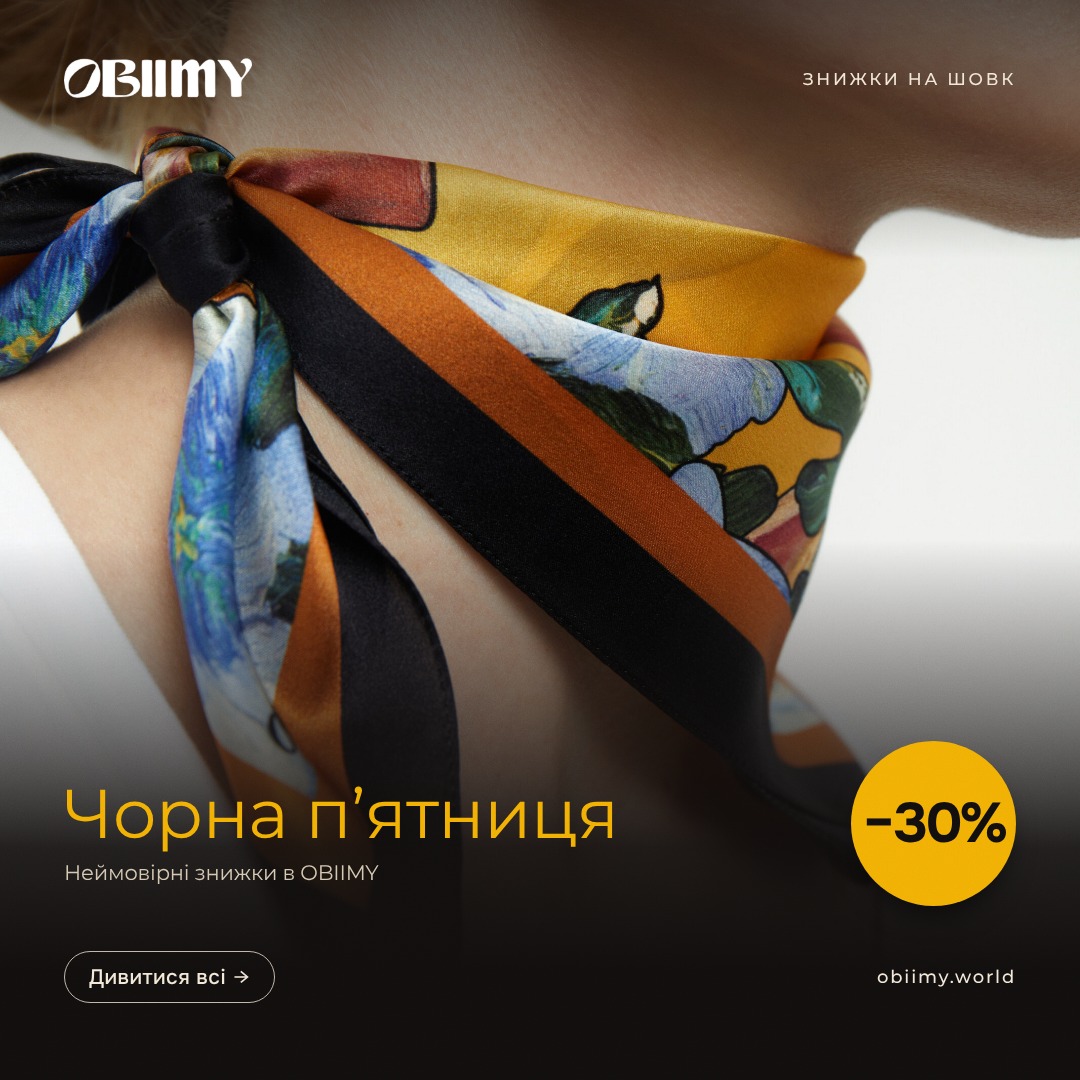 OBIIMY
ЗНИЖКИ НА ШОВК
Чорна п’ятниця
Неймовірні знижки в OBIIMY
-30%
Дивитися всі →
obiimy.world